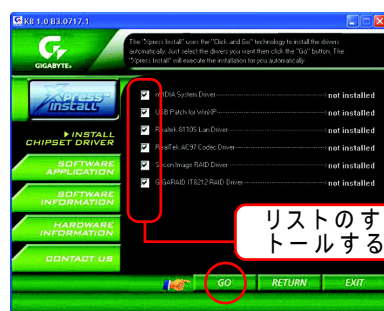 K8 1.0 B3.0717.1
GIGABYTE
The "Xpress Install" uses the "Click and Go" technology to install the drivers
automatically. Just select the drivers you want then click the "Go" button. The
"Xpress Install" will execute the installation for you automatically.
Xpress
INSTALL
INSTALL
CHIPSET DRIVER
SOFTWARE
APPLICATION
SOFTWARE
INFORMATION
HARDWARE
INFORMATION
CONTACT US
nVIDIA System Driver not installed
USB Patch for WinXP not installed
Realtek 8110S Lan Driver not installed
RealTek AC97 Codec Driver not installed
Silicon Image RAID Driver not installed
GIGARAID IT8212 RAID Driver not installed
リストのす
トールする
GO RETURN EXIT